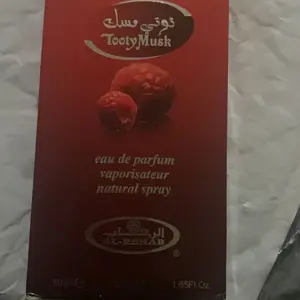 توتي مسك
Tooty Musk
eau de parfum
vaporisateur
natural spray
الرحاب
AL-REHAB
®